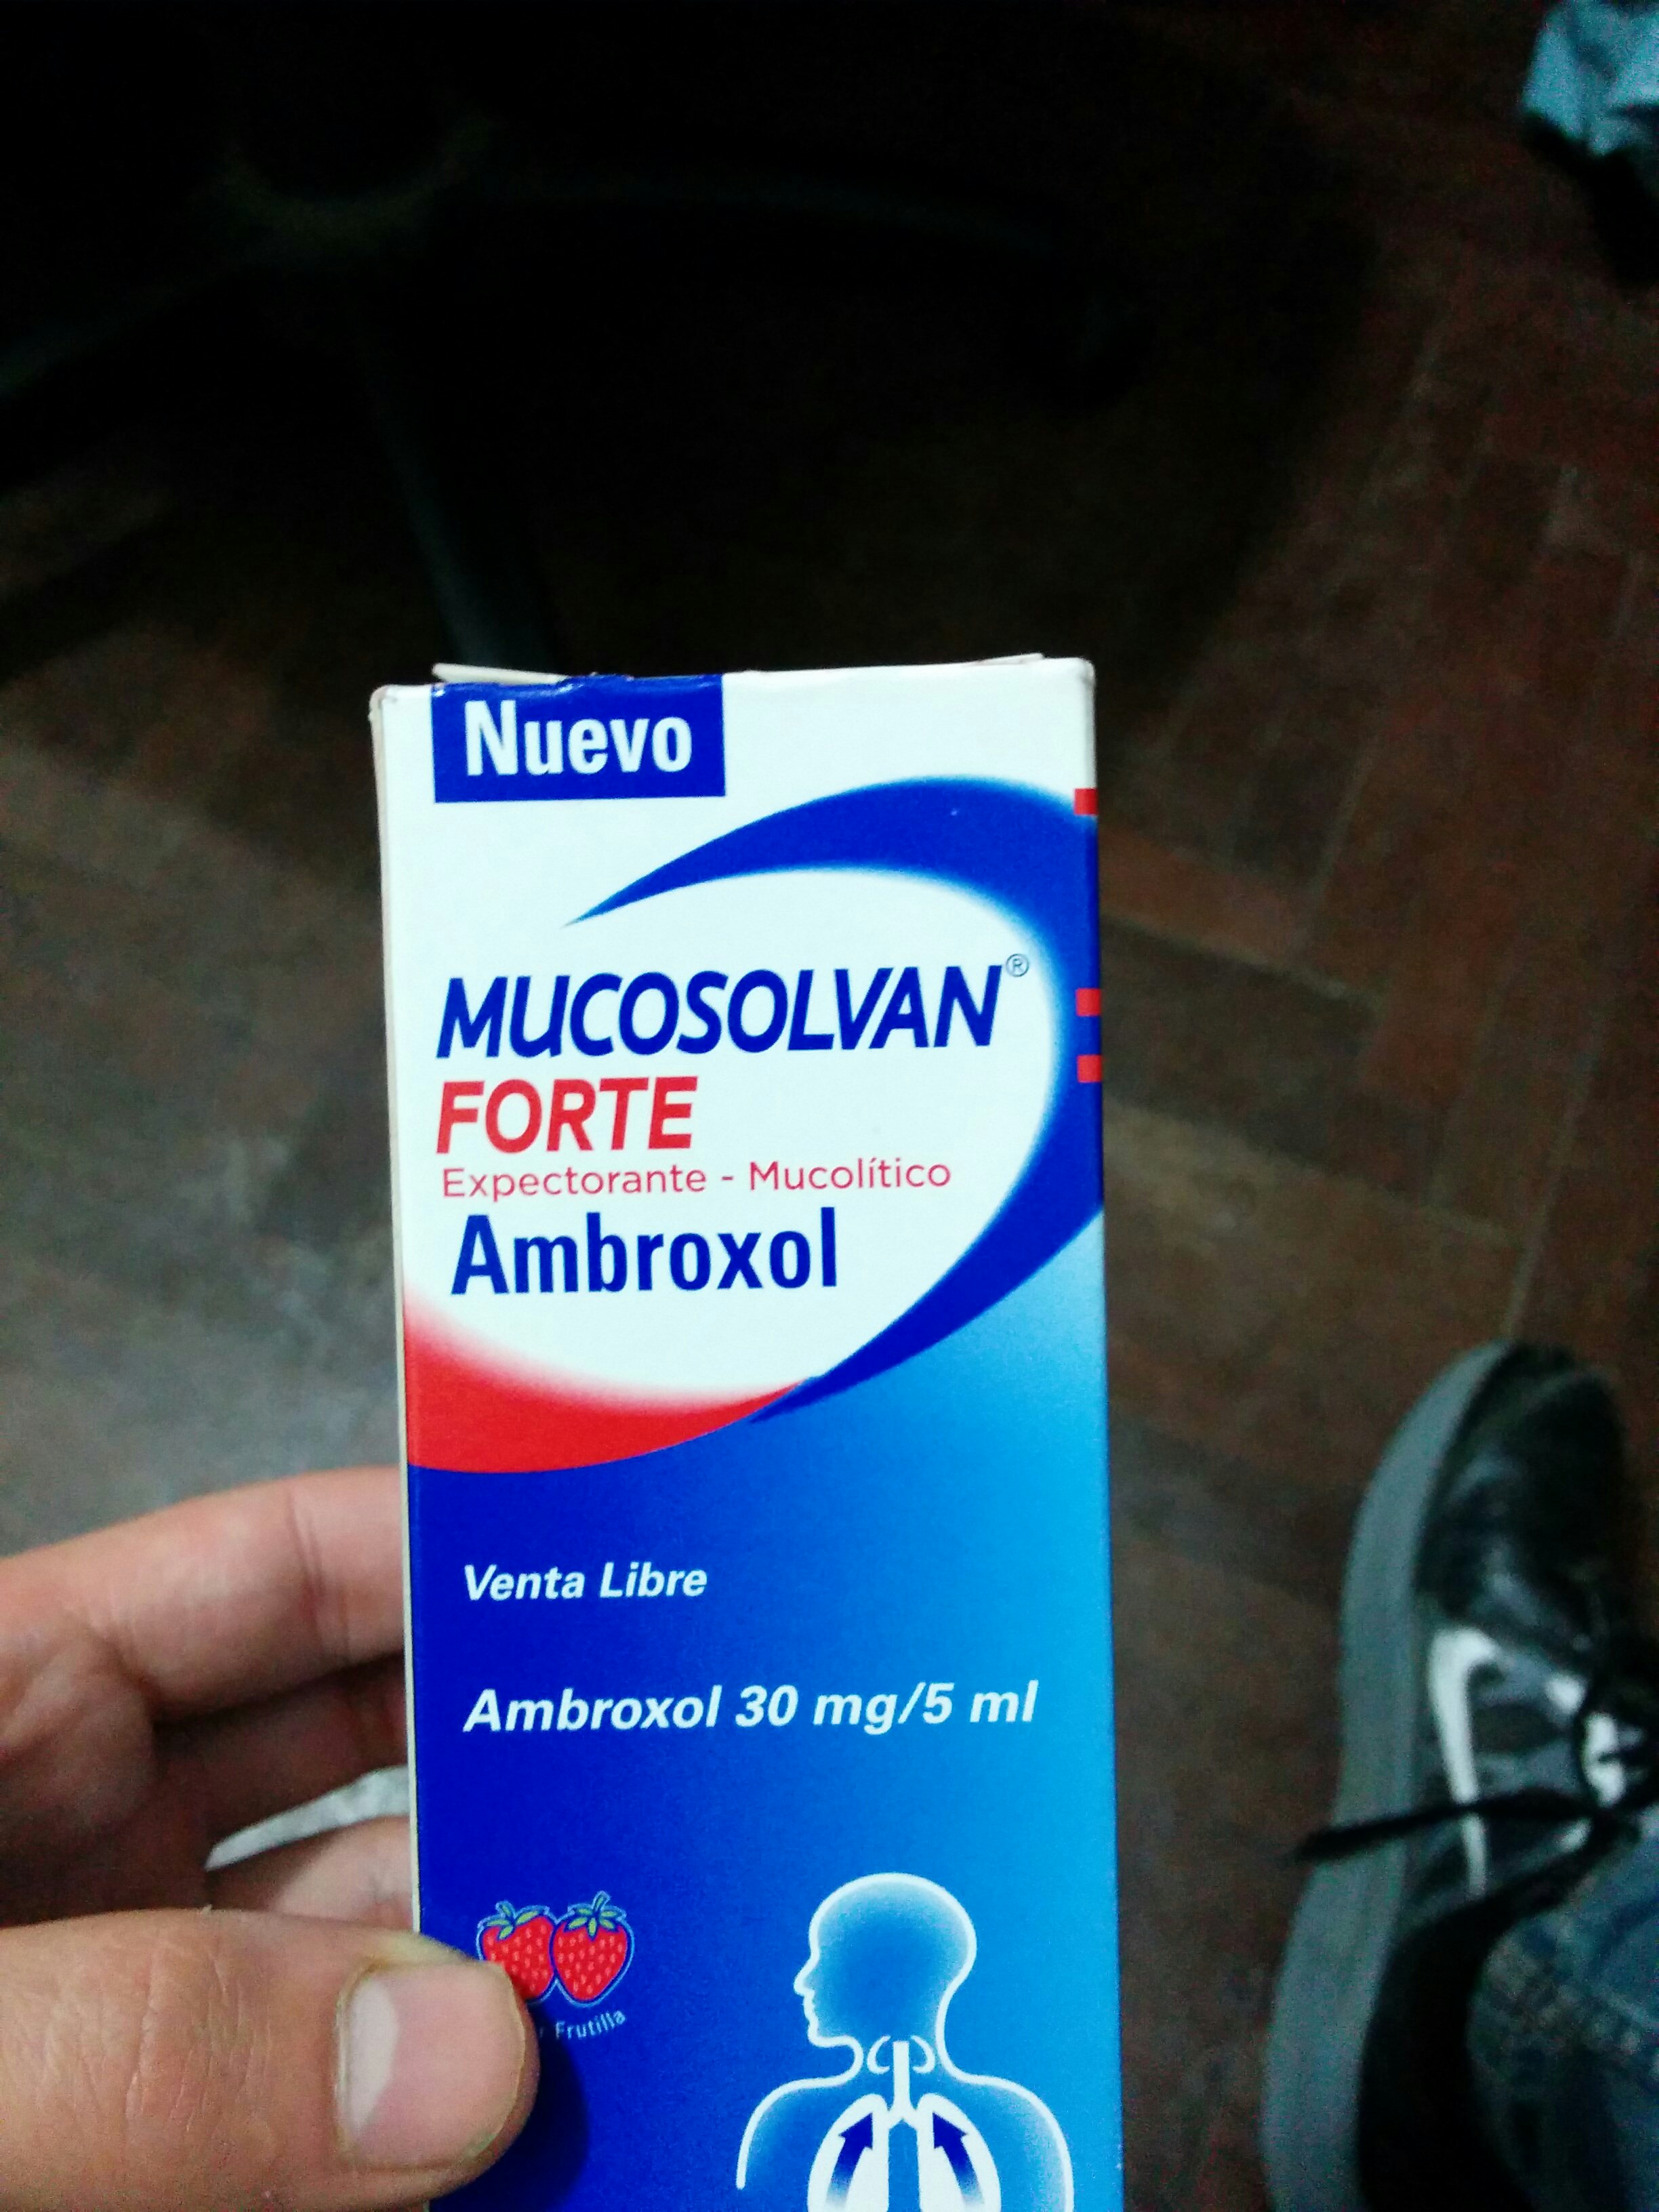 Nuevo
MUCOSOLVAN®
FORTE
Expectorante - Mucolítico
Ambroxol
Venta Libre
Ambroxol 30 mg/5 ml
Frutilla